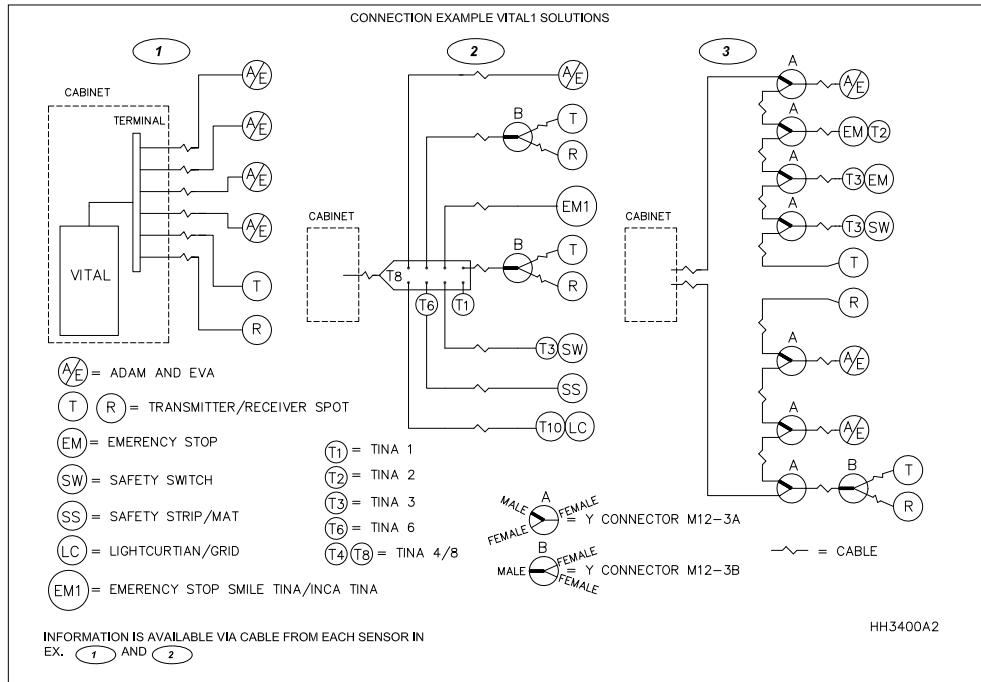 CONNECTION EXAMPLE VITAL1 SOLUTIONS
1
2
3
CABINET
TERMINAL
VITAL
A/E
A/E
A/E
A/E
T
R
A/E
B
T
R
CABINET
EM1
T8
B
T
R
T6
T1
T3 SW
SS
T10 LC
A
A/E
A
EM T2
A
T3 EM
CABINET
A
T3 SW
T
R
A
A/E
A
A/E
A
B
T
R
A/E = ADAM AND EVA
T R = TRANSMITTER/RECEIVER SPOT
EM = EMERENCY STOP
SW = SAFETY SWITCH
SS = SAFETY STRIP/MAT
LC = LIGHTCURTIAN/GRID
EM1 = EMERENCY STOP SMILE TINA/INCA TINA
T1 = TINA 1
T2 = TINA 2
T3 = TINA 3
T6 = TINA 6
T4 T8 = TINA 4/8
A
MALE FEMALE
FEMALE
= Y CONNECTOR M12-3A
B
MALE FEMALE
FEMALE
= Y CONNECTOR M12-3B
= CABLE
HH3400A2
INFORMATION IS AVAILABLE VIA CABLE FROM EACH SENSOR IN
EX. 1 AND 2